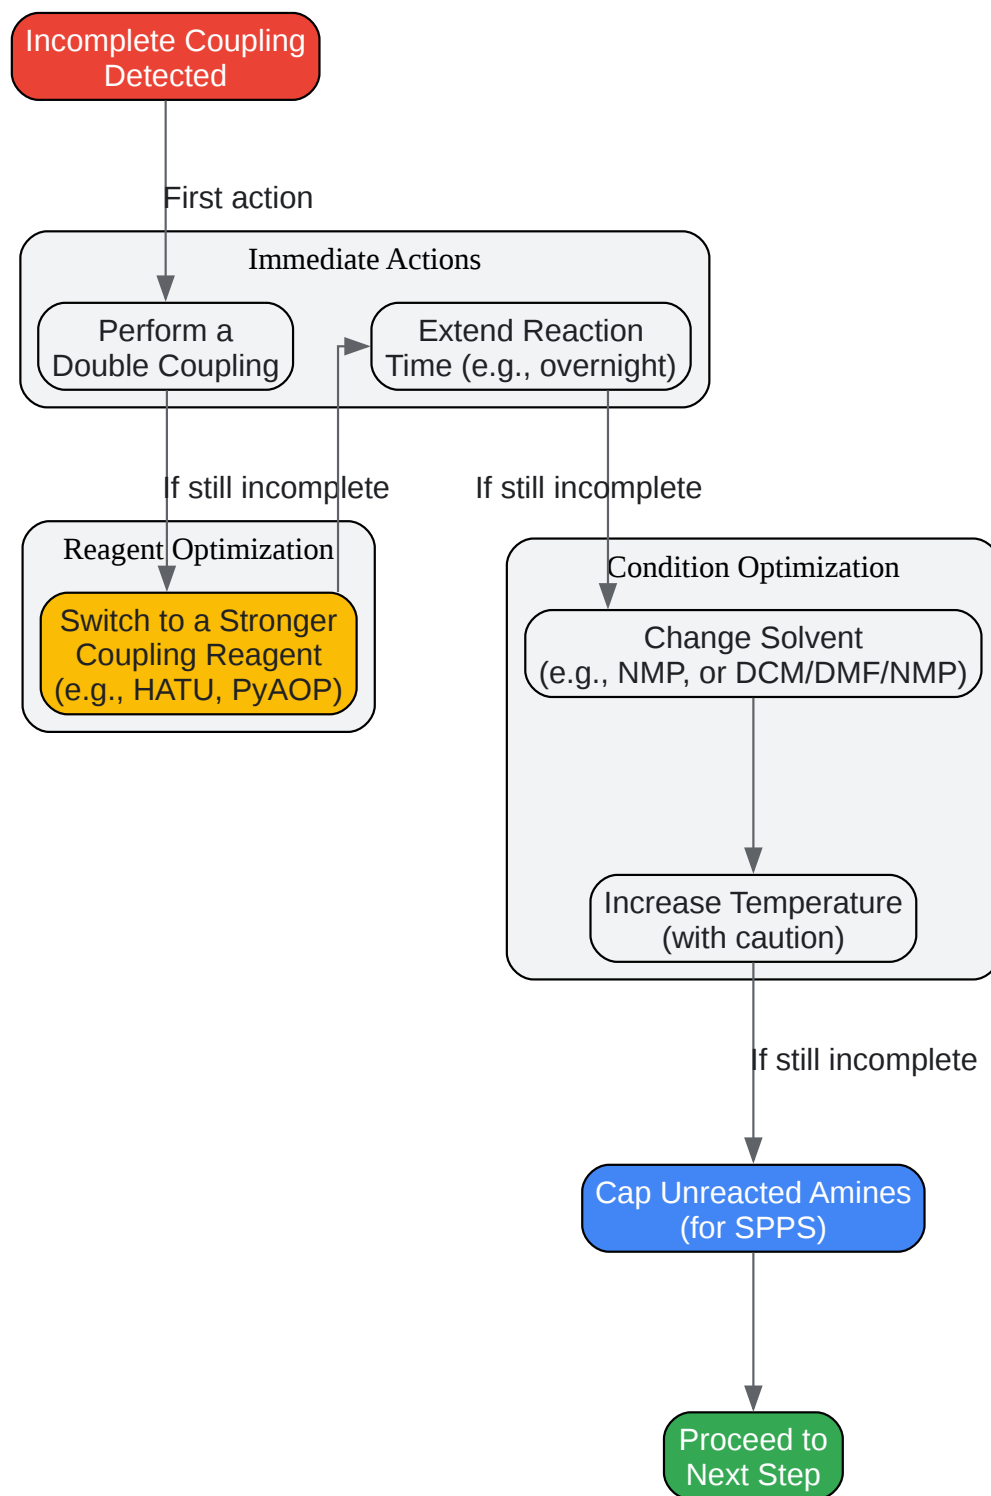 Incomplete Coupling
Detected
First action
Immediate Actions
Perform a
Double Coupling
Extend Reaction
Time (e.g., overnight)
If still incomplete
If still incomplete
Reagent Optimization
Switch to a Stronger
Coupling Reagent
(e.g., HATU, PyAOP)
Condition Optimization
Change Solvent
(e.g., NMP, or DCM/DMF/NMP)
Increase Temperature
(with caution)
If still incomplete
Cap Unreacted Amines
(for SPPS)
Proceed to
Next Step